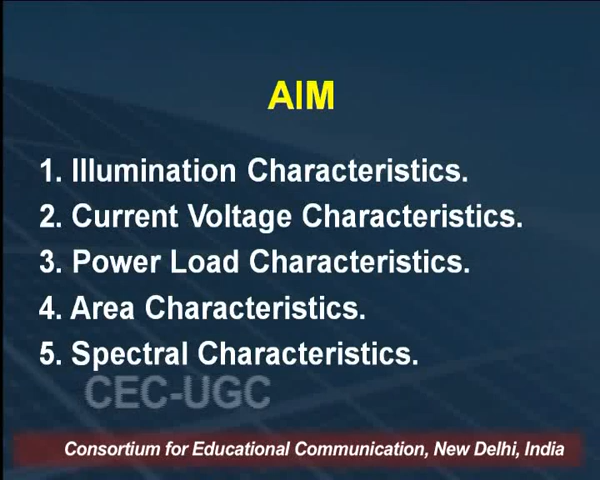 AIM
1. Illumination Characteristics.
2. Current Voltage Characteristics.
3. Power Load Characteristics.
4. Area Characteristics.
5. Spectral Characteristics.
CEC-UGC
Consortium for Educational Communication, New Delhi, India